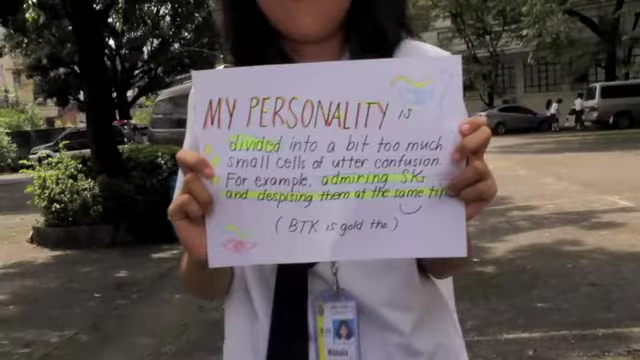 MY PERSONALITY is
divided into a bit too much
small cells of utter confusion.
For example, admiring SKs
and despising them at the same
( BTK is gold tho. )